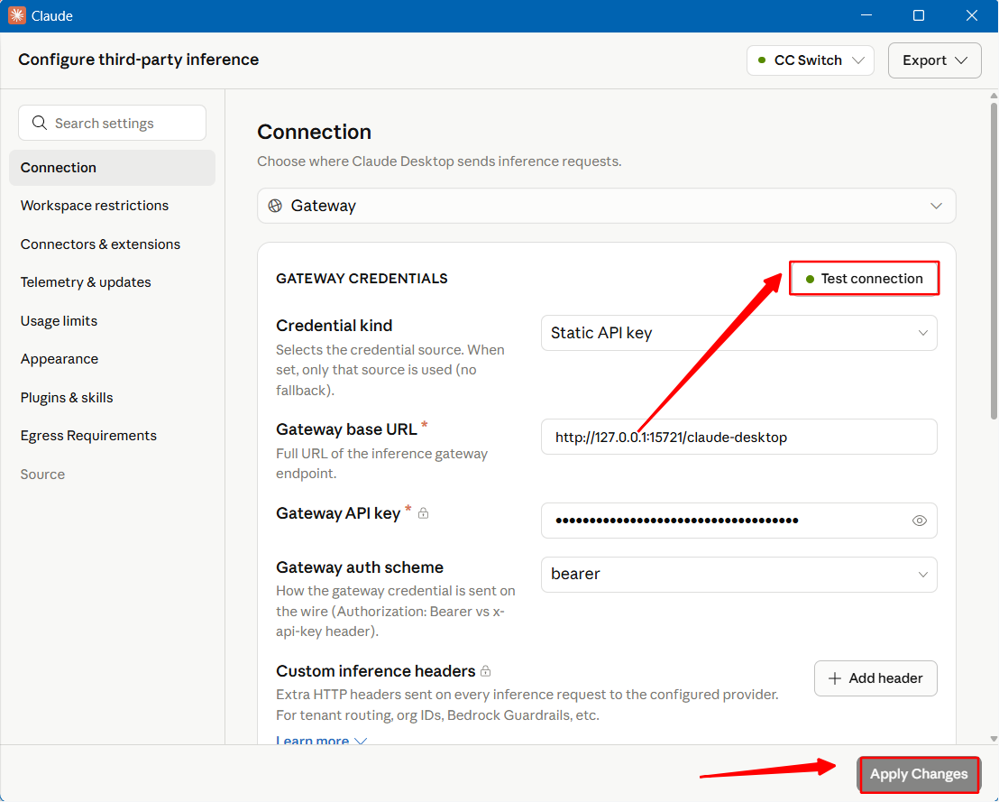 Claude
Configure third-party inference
CC Switch
Export
Search settings
Connection
Workspace restrictions
Connectors & extensions
Telemetry & updates
Usage limits
Appearance
Plugins & skills
Egress Requirements
Source
Connection
Choose where Claude Desktop sends inference requests.
Gateway
GATEWAY CREDENTIALS
Test connection
Credential kind
Selects the credential source. When
set, only that source is used (no
fallback).
Static API key
Gateway base URL *
Full URL of the inference gateway
endpoint.
http://127.0.0.1:15721/claude-desktop
Gateway API key *
••••••••••••••••••••••••••••••••••••
Gateway auth scheme
How the gateway credential is sent on
the wire (Authorization: Bearer vs x-
api-key header).
bearer
Custom inference headers
Extra HTTP headers sent on every inference request to the configured provider.
For tenant routing, org IDs, Bedrock Guardrails, etc.
Learn more
Add header
Apply Changes